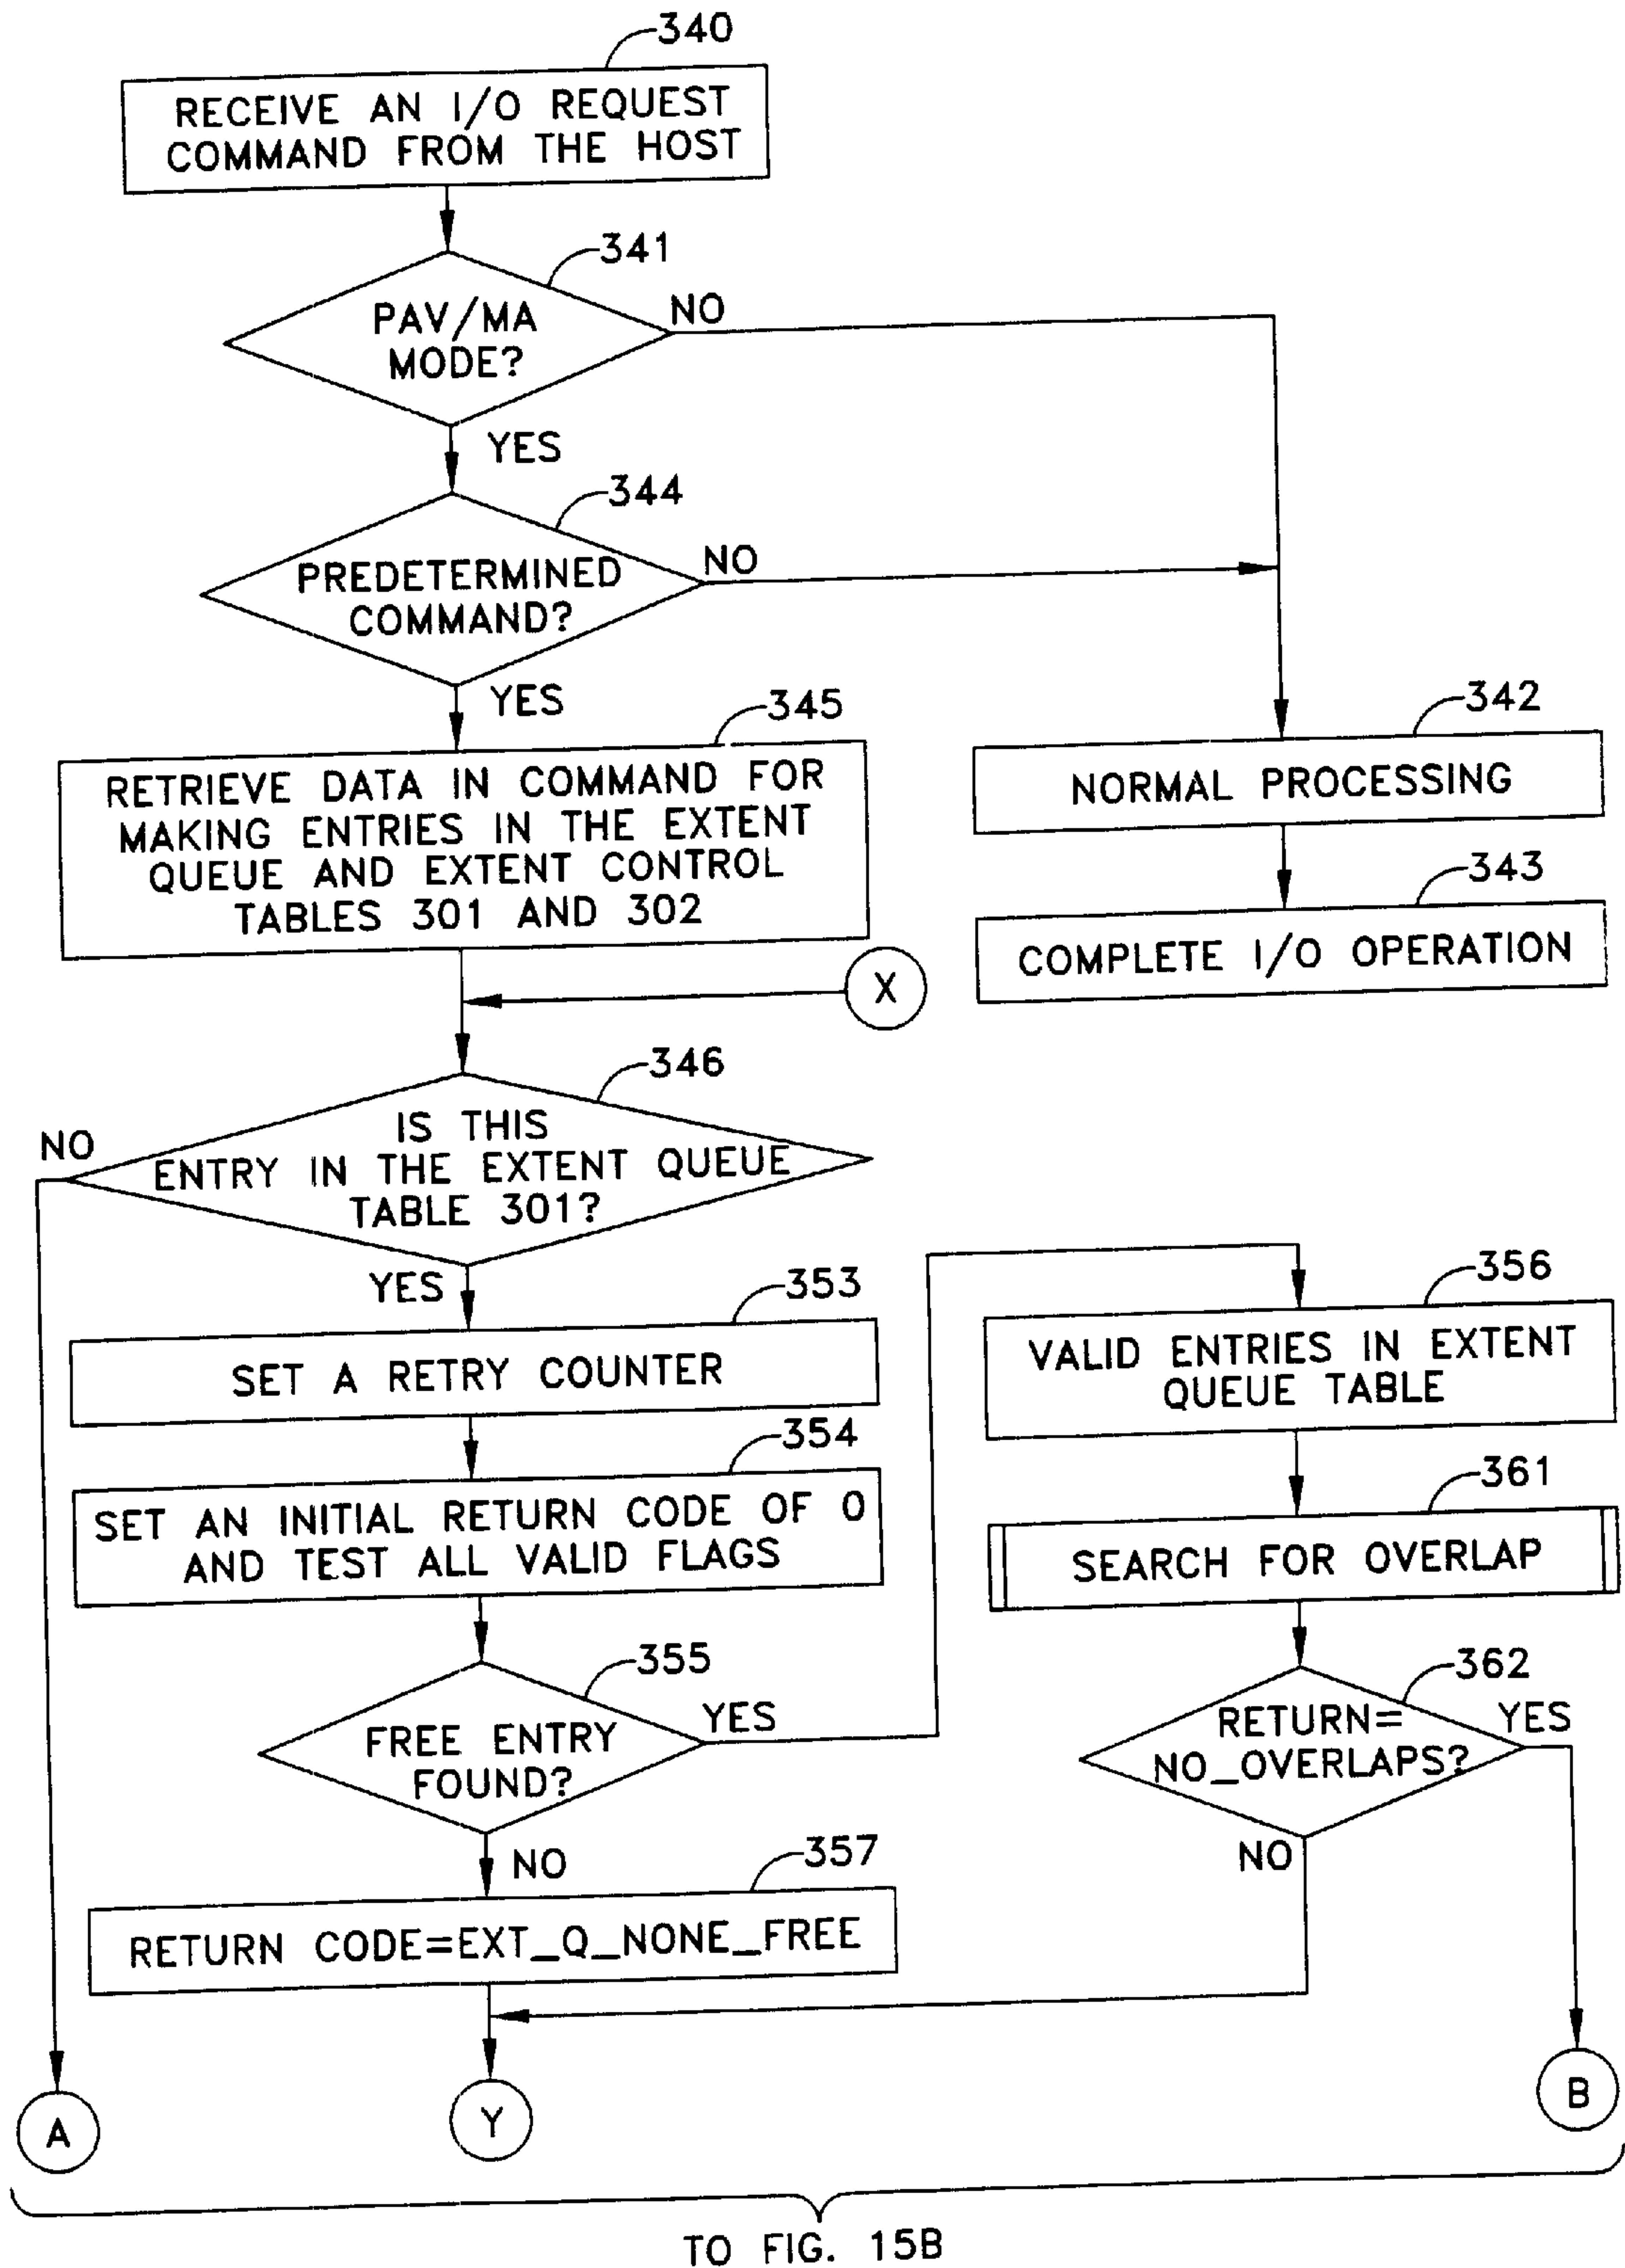 340
RECEIVE AN I/O REQUEST
COMMAND FROM THE HOST
341
PAV/MA
MODE?
NO
YES
344
PREDETERMINED
COMMAND?
NO
YES
345
RETRIEVE DATA IN COMMAND FOR
MAKING ENTRIES IN THE EXTENT
QUEUE AND EXTENT CONTROL
TABLES 301 AND 302
342
NORMAL PROCESSING
343
COMPLETE I/O OPERATION
X
346
IS THIS
ENTRY IN THE EXTENT QUEUE
TABLE 301?
NO
YES
353
SET A RETRY COUNTER
354
SET AN INITIAL RETURN CODE OF 0
AND TEST ALL VALID FLAGS
355
FREE ENTRY
FOUND?
YES
NO
357
RETURN CODE=EXT_Q_NONE_FREE
356
VALID ENTRIES IN EXTENT
QUEUE TABLE
361
SEARCH FOR OVERLAP
362
RETURN=
NO_OVERLAPS?
YES
NO
A
Y
B
TO FIG. 15B